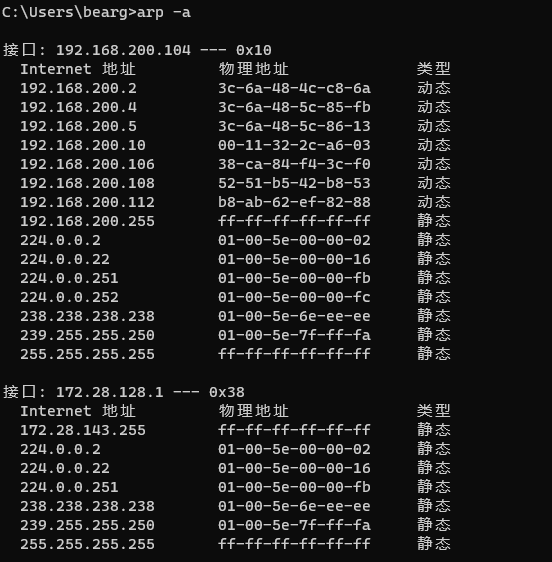 C:\Users\bearg>arp -a
接口: 192.168.200.104 --- 0x10
Internet 地址 物理地址 类型
192.168.200.2 3c-6a-48-4c-c8-6a 动态
192.168.200.4 3c-6a-48-5c-85-fb 动态
192.168.200.5 3c-6a-48-5c-86-13 动态
192.168.200.10 00-11-32-2c-a6-03 动态
192.168.200.106 38-ca-84-f4-3c-f0 动态
192.168.200.108 52-51-b5-42-b8-53 动态
192.168.200.112 b8-ab-62-ef-82-88 动态
192.168.200.255 ff-ff-ff-ff-ff-ff 静态
224.0.0.2 01-00-5e-00-00-02 静态
224.0.0.22 01-00-5e-00-00-16 静态
224.0.0.251 01-00-5e-00-00-fb 静态
224.0.0.252 01-00-5e-00-00-fc 静态
238.238.238.238 01-00-5e-6e-ee-ee 静态
239.255.255.250 01-00-5e-7f-ff-fa 静态
255.255.255.255 ff-ff-ff-ff-ff-ff 静态
接口: 172.28.128.1 --- 0x38
Internet 地址 物理地址 类型
172.28.143.255 ff-ff-ff-ff-ff-ff 静态
224.0.0.2 01-00-5e-00-00-02 静态
224.0.0.22 01-00-5e-00-00-16 静态
224.0.0.251 01-00-5e-00-00-fb 静态
238.238.238.238 01-00-5e-6e-ee-ee 静态
239.255.255.250 01-00-5e-7f-ff-fa 静态
255.255.255.255 ff-ff-ff-ff-ff-ff 静态